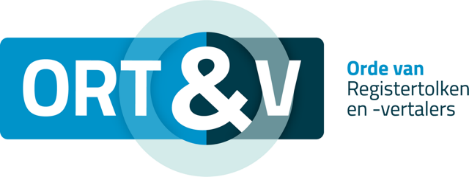 ORT&V
Orde van
Registertolken
en -vertalers